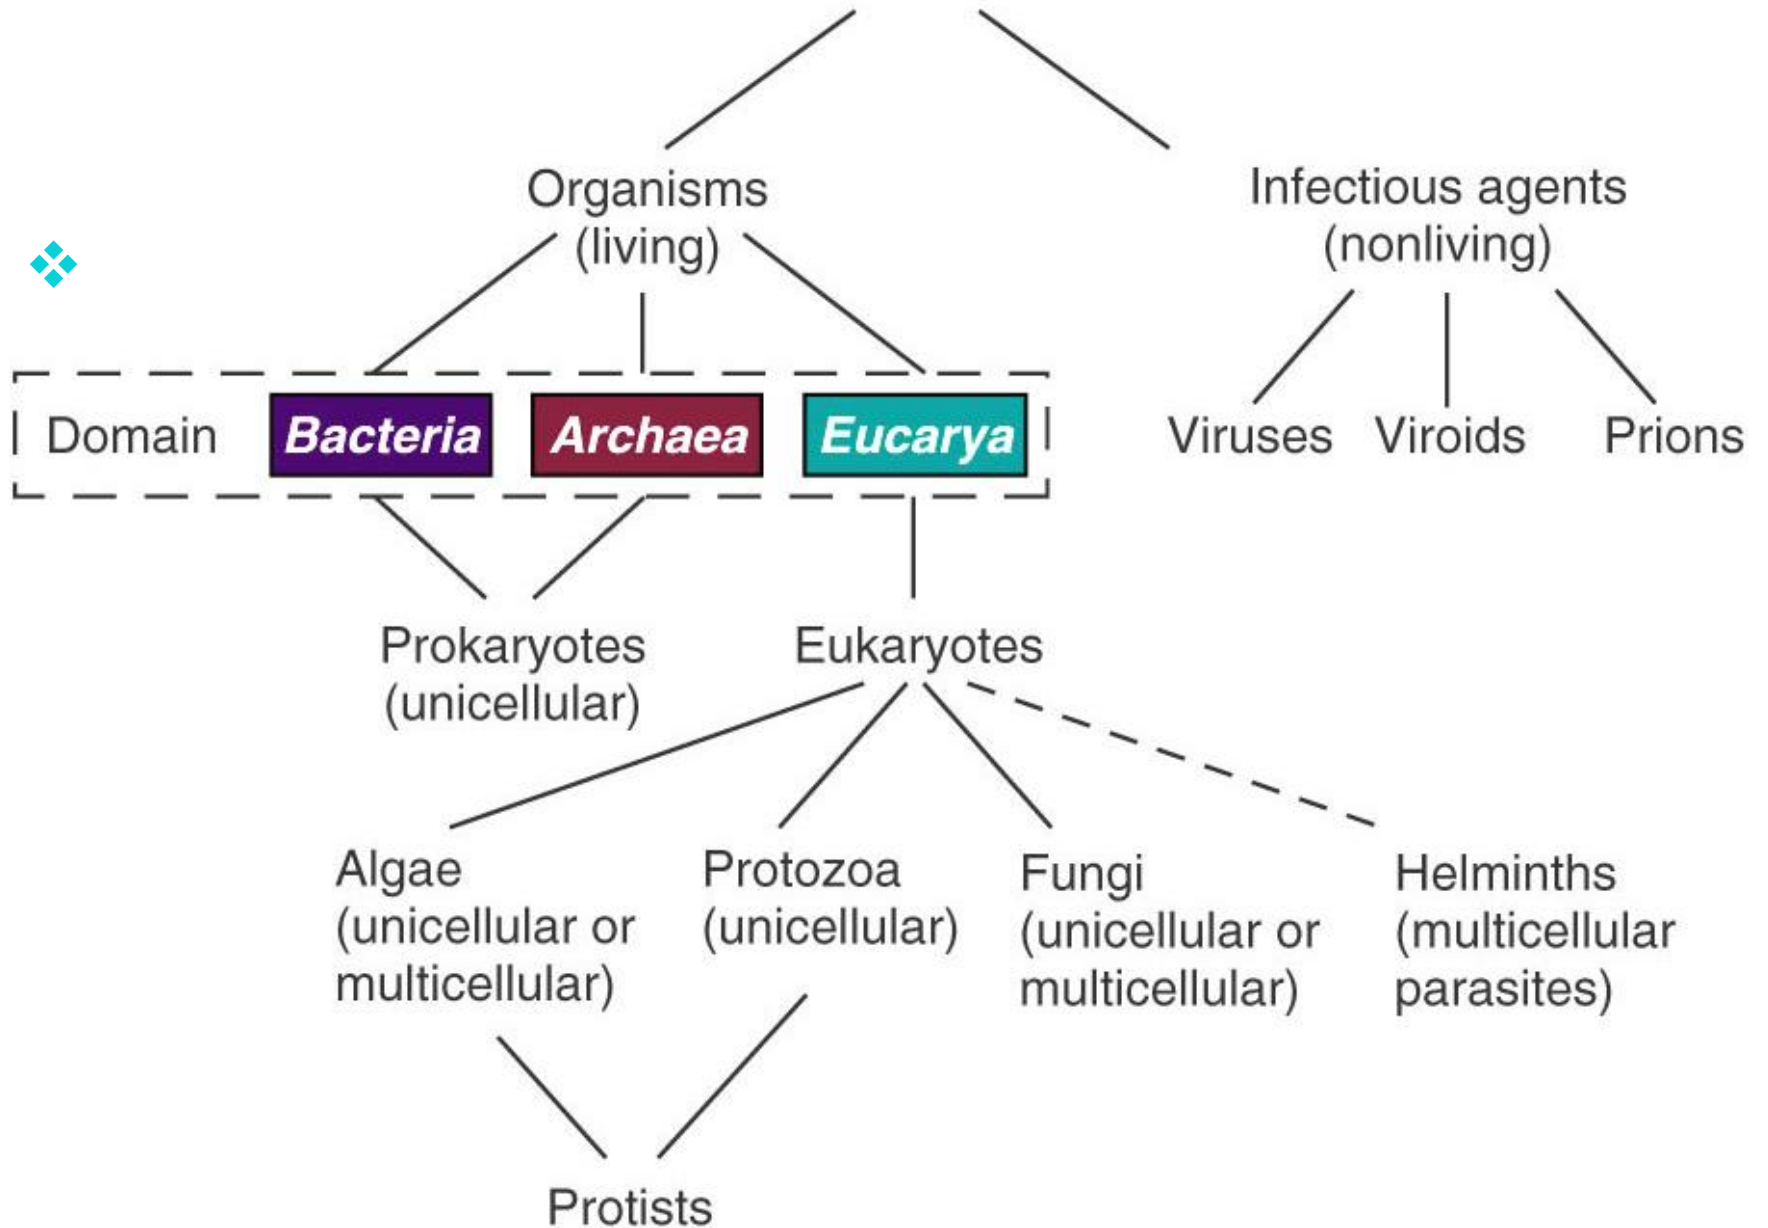 Organisms
(living)
Infectious agents
(nonliving)
Domain
Bacteria
Archaea
Eucarya
Viruses
Viroids
Prions
Prokaryotes
(unicellular)
Eukaryotes
Algae
(unicellular or
multicellular)
Protozoa
(unicellular)
Fungi
(unicellular or
multicellular)
Helminths
(multicellular
parasites)
Protists